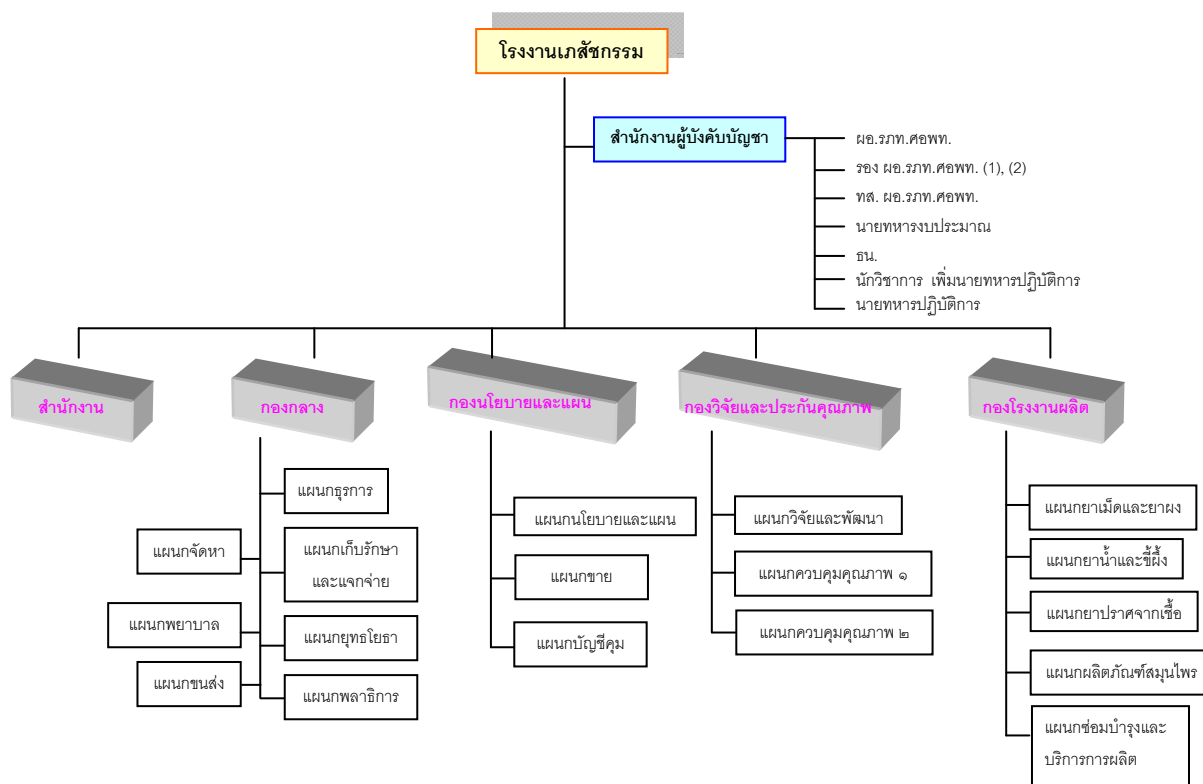 โรงงานเภสัชกรรม
สำนักงานผู้บังคับบัญชา
ผอ.รภท.ศอพท.
รอง ผอ.รภท.ศอพท. (1), (2)
ทส. ผอ.รภท.ศอพท.
นายทหารงบประมาณ
ธน.
นักวิชาการ เพิ่มนายทหารปฏิบัติการ
นายทหารปฏิบัติการ
สำนักงาน
กองกลาง
กองนโยบายและแผน
กองวิจัยและประกันคุณภาพ
กองโรงงานผลิต
แผนกธุรการ
แผนกจัดหา
แผนกเก็บรักษา
และแจกจ่าย
แผนกพยาบาล
แผนกยุทธโยธา
แผนกขนส่ง
แผนกพลาธิการ
แผนกนโยบายและแผน
แผนกขาย
แผนกบัญชีคุม
แผนกวิจัยและพัฒนา
แผนกควบคุมคุณภาพ ๑
แผนกควบคุมคุณภาพ ๒
แผนกยาเม็ดและยาผง
แผนกยาน้ำและขี้ผึ้ง
แผนกยาปราศจากเชื้อ
แผนกผลิตภัณฑ์สมุนไพร
แผนกซ่อมบำรุงและ
บริการการผลิต